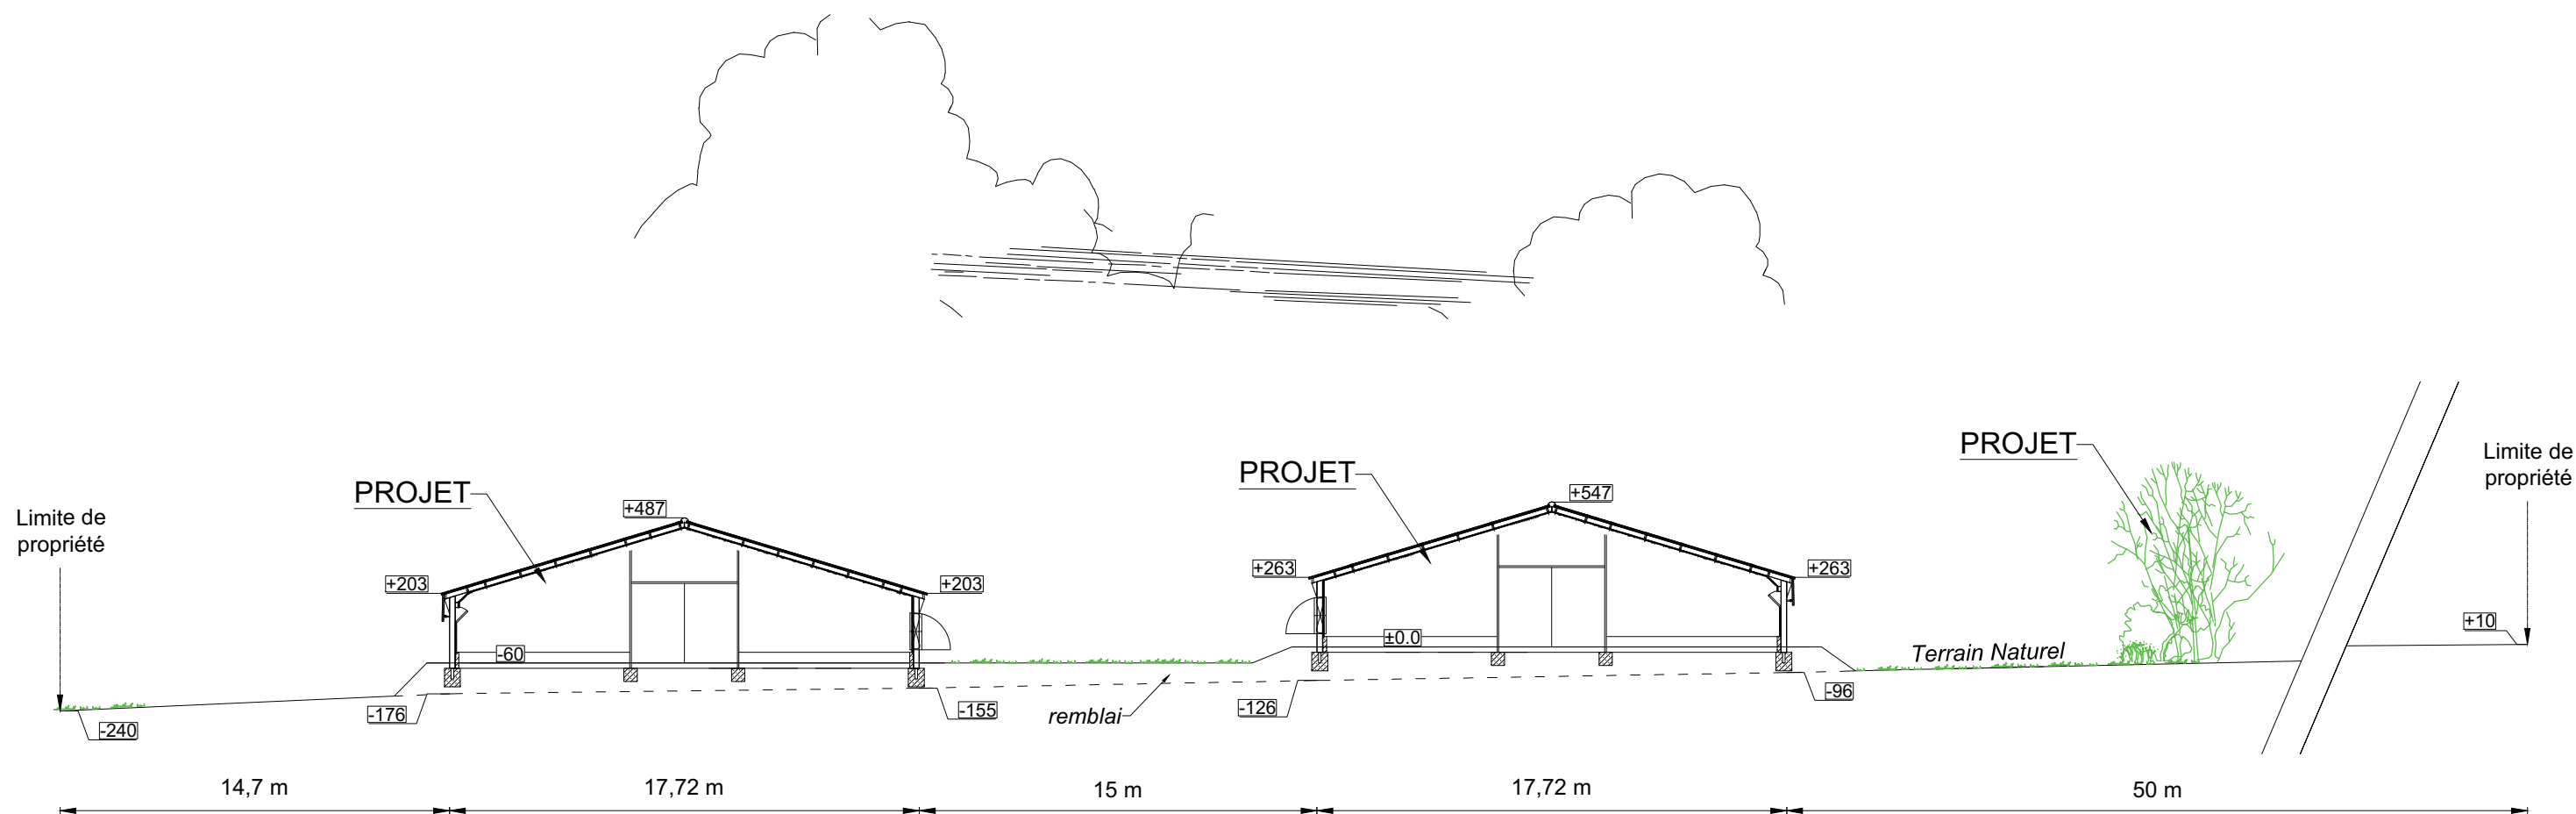 PROJET
Limite de
propriété
PROJET
Limite de
propriété
PROJET
+487
+547
+203
+203
+263
+263
-60
±0.0
+10
Terrain Naturel
-240
-176
-155
remblai
-126
-96
14,7 m
17,72 m
15 m
17,72 m
50 m